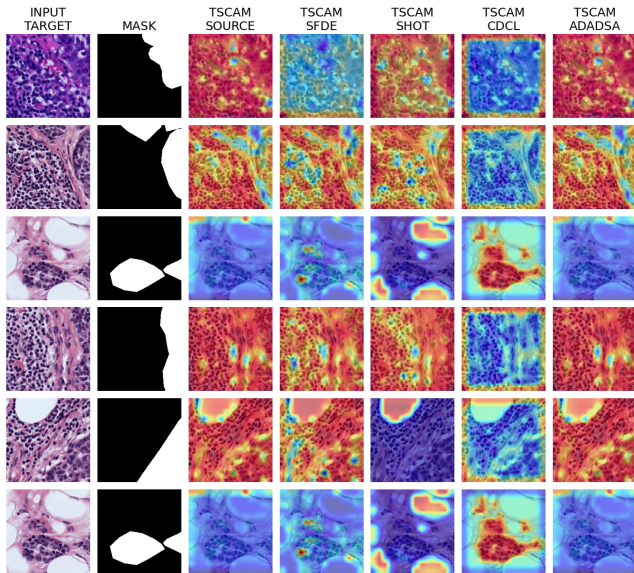 INPUT TARGET
MASK
TSCAM SOURCE
TSCAM SFDE
TSCAM SHOT
TSCAM CDCL
TSCAM ADADSA